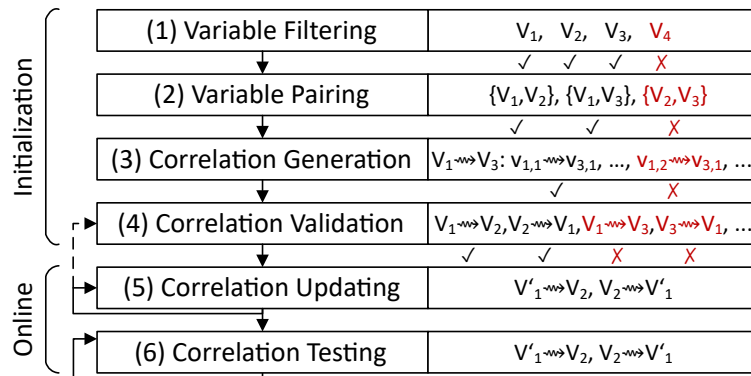 Initialization
(1) Variable Filtering V₁, V₂, V₃, V₄
✓ ✓ ✓ ✗
(2) Variable Pairing {V₁,V₂}, {V₁,V₃}, {V₂,V₃}
✓ ✓ ✗
(3) Correlation Generation V₁⇝V₃: v₁,₁⇝v₃,₁, ..., v₁,₂⇝v₃,₁, ...
✓ ✗
(4) Correlation Validation V₁⇝V₂,V₂⇝V₁,V₁⇝V₃,V₃⇝V₁, ...
✓ ✓ ✗ ✗
Online
(5) Correlation Updating V‘₁⇝V₂, V₂⇝V‘₁
(6) Correlation Testing V‘₁⇝V₂, V₂⇝V‘₁